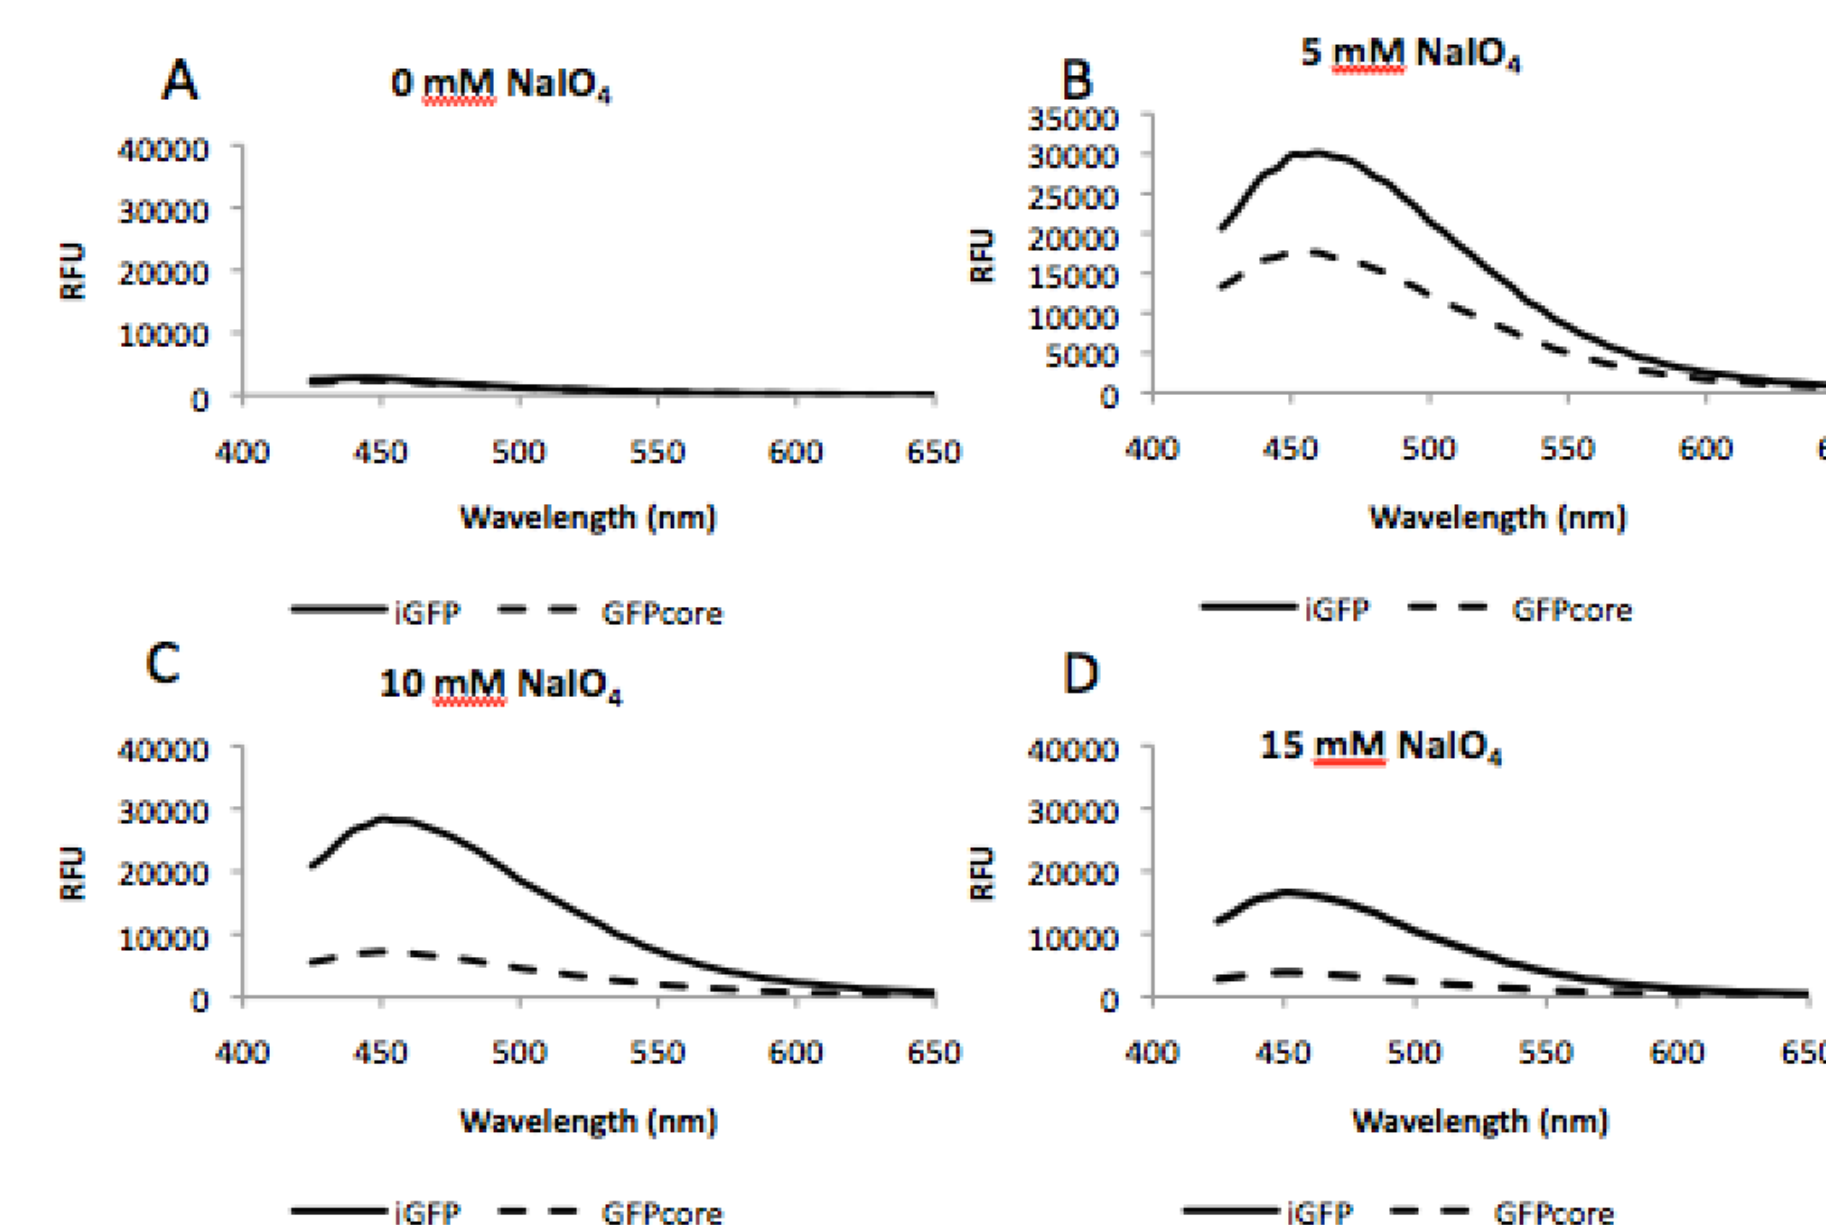 A
0 mM NaIO4
40000
30000
20000
10000
0
RFU
400 450 500 550 600 650
Wavelength (nm)
iGFP GFPcore
B
5 mM NaIO4
35000
30000
25000
20000
15000
10000
5000
0
RFU
400 450 500 550 600 6
Wavelength (nm)
iGFP GFPcore
C
10 mM NaIO4
40000
30000
20000
10000
0
RFU
400 450 500 550 600 650
Wavelength (nm)
iGFP GFPcore
D
15 mM NaIO4
40000
30000
20000
10000
0
RFU
400 450 500 550 600 650
Wavelength (nm)
iGFP GFPcore